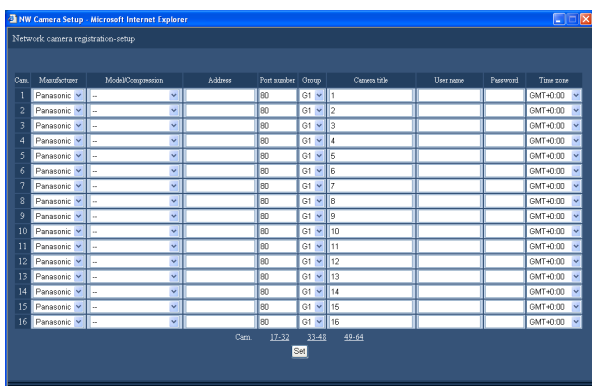 NW Camera Setup - Microsoft Internet Explorer
Network camera registration-setup
Cam. Manufacturer Model/Compression Address Port number Group Camera title User name Password Time zone
1 Panasonic -- 80 G1 1 GMT+0:00
2 Panasonic -- 80 G1 2 GMT+0:00
3 Panasonic -- 80 G1 3 GMT+0:00
4 Panasonic -- 80 G1 4 GMT+0:00
5 Panasonic -- 80 G1 5 GMT+0:00
6 Panasonic -- 80 G1 6 GMT+0:00
7 Panasonic -- 80 G1 7 GMT+0:00
8 Panasonic -- 80 G1 8 GMT+0:00
9 Panasonic -- 80 G1 9 GMT+0:00
10 Panasonic -- 80 G1 10 GMT+0:00
11 Panasonic -- 80 G1 11 GMT+0:00
12 Panasonic -- 80 G1 12 GMT+0:00
13 Panasonic -- 80 G1 13 GMT+0:00
14 Panasonic -- 80 G1 14 GMT+0:00
15 Panasonic -- 80 G1 15 GMT+0:00
16 Panasonic -- 80 G1 16 GMT+0:00
Cam. 17-32 33-48 49-64
Set